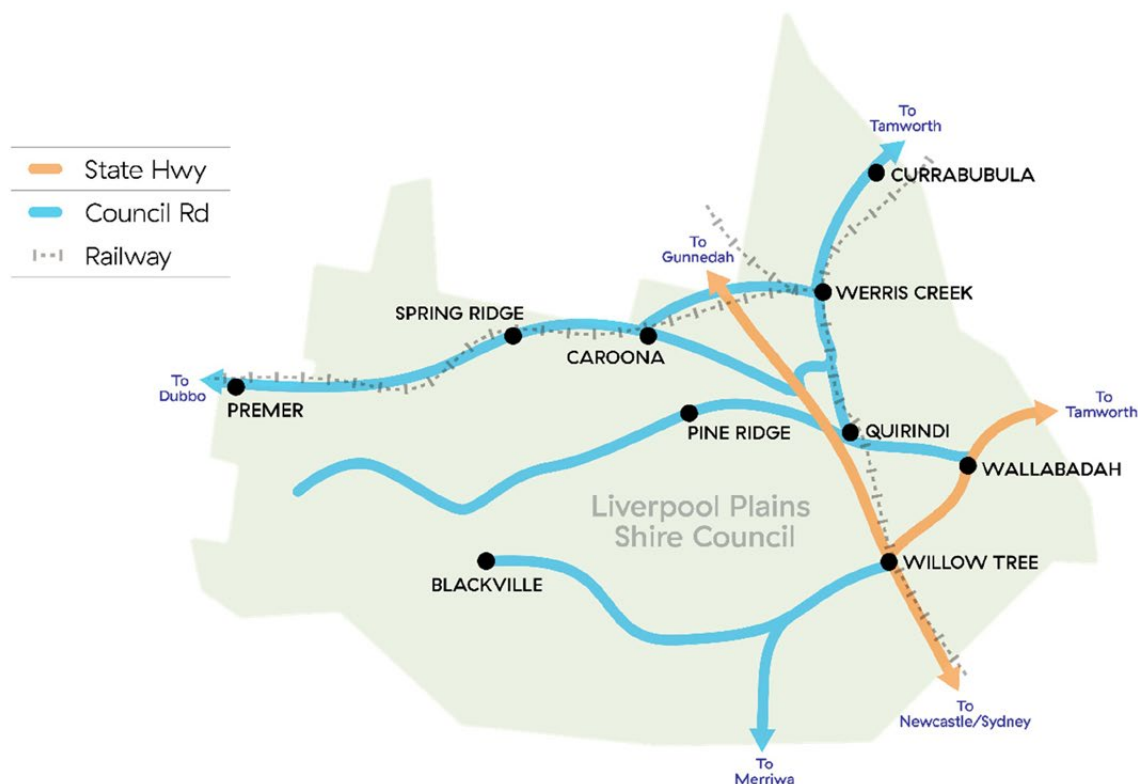 State Hwy
Council Rd
Railway
To
Tamworth
CURRABUBULA
To
Gunnedah
WERRIS CREEK
SPRING RIDGE
CAROONA
To
Dubbo
PREMER
PINE RIDGE
QUIRINDI
To
Tamworth
WALLABADAH
Liverpool Plains
Shire Council
BLACKVILLE
WILLOW TREE
To
Newcastle/Sydney
To
Merriwa